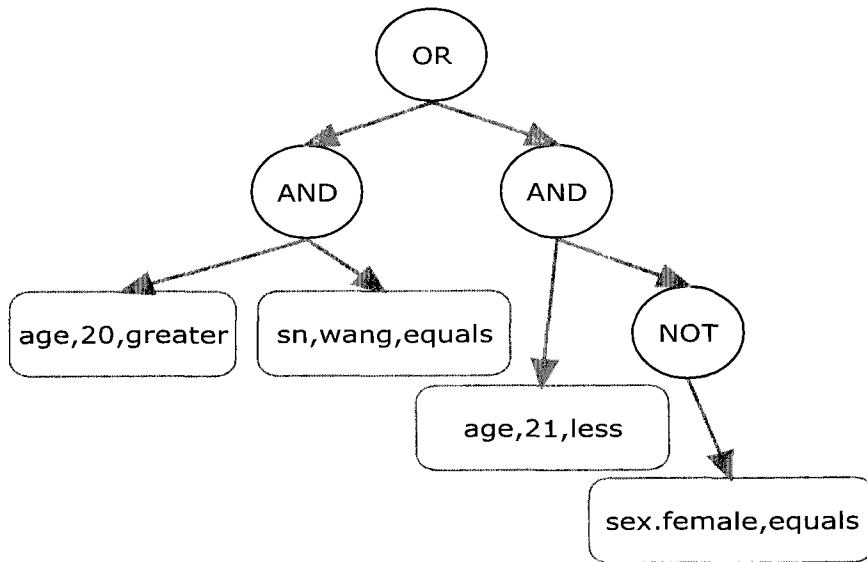 OR
AND
AND
age,20,greater
sn,wang,equals
NOT
age,21,less
sex.female,equals